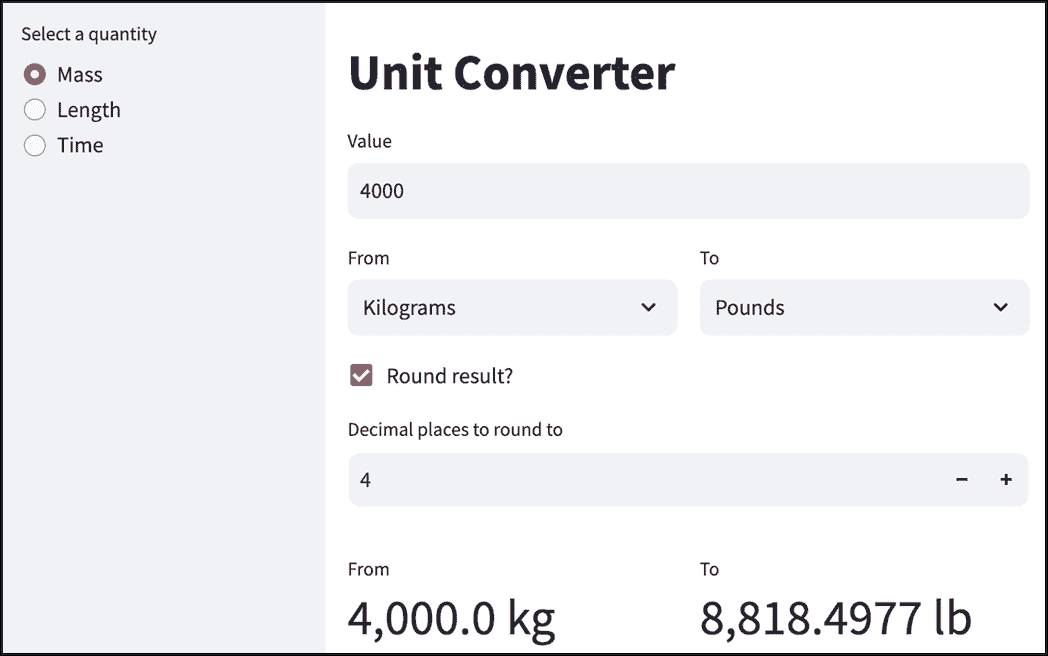 Select a quantity
Mass
Length
Time
Unit Converter
Value
4000
From To
Kilograms Pounds
Round result?
Decimal places to round to
4 − +
From To
4,000.0 kg 8,818.4977 lb